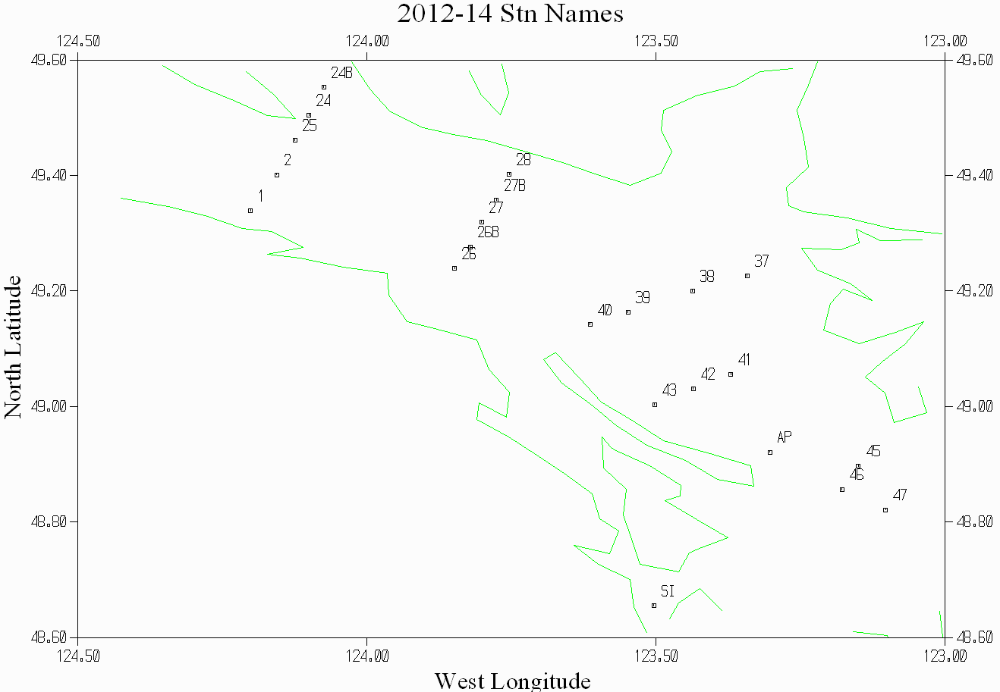 2012-14 Stn Names
124.50 124.00 123.50 123.00
49.60 49.60
24B
24
25
28
2
49.40 49.40
27B
1
27
26B
26
37
38
49.20 49.20
39
40
41
42
43
49.00 49.00
AP
45
46
47
48.80 48.80
SI
48.60 48.60
124.50 124.00 123.50 123.00
North Latitude
West Longitude